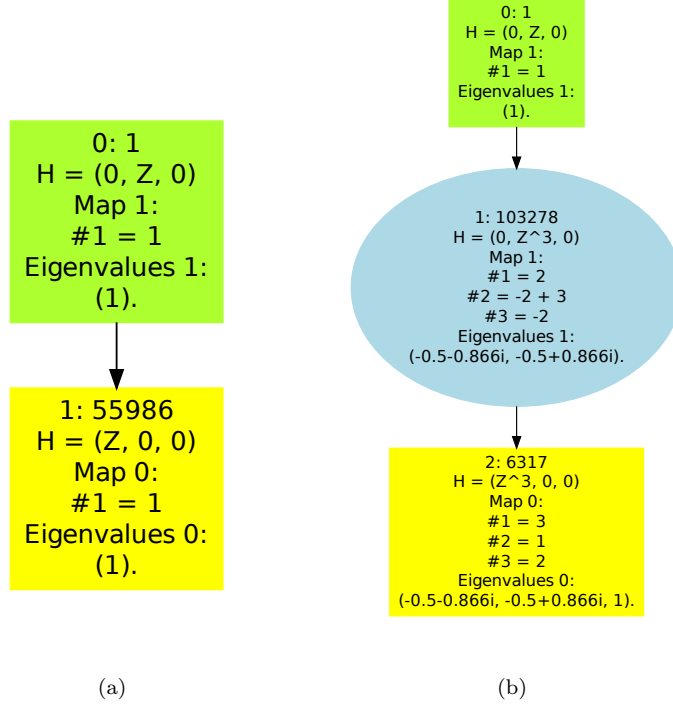 0: 1
H = (0, Z, 0)
Map 1:
#1 = 1
Eigenvalues 1:
(1).
1: 55986
H = (Z, 0, 0)
Map 0:
#1 = 1
Eigenvalues 0:
(1).
(a)
0: 1
H = (0, Z, 0)
Map 1:
#1 = 1
Eigenvalues 1:
(1).
1: 103278
H = (0, Z^3, 0)
Map 1:
#1 = 2
#2 = -2 + 3
#3 = -2
Eigenvalues 1:
(-0.5-0.866i, -0.5+0.866i).
2: 6317
H = (Z^3, 0, 0)
Map 0:
#1 = 3
#2 = 1
#3 = 2
Eigenvalues 0:
(-0.5-0.866i, -0.5+0.866i, 1).
(b)